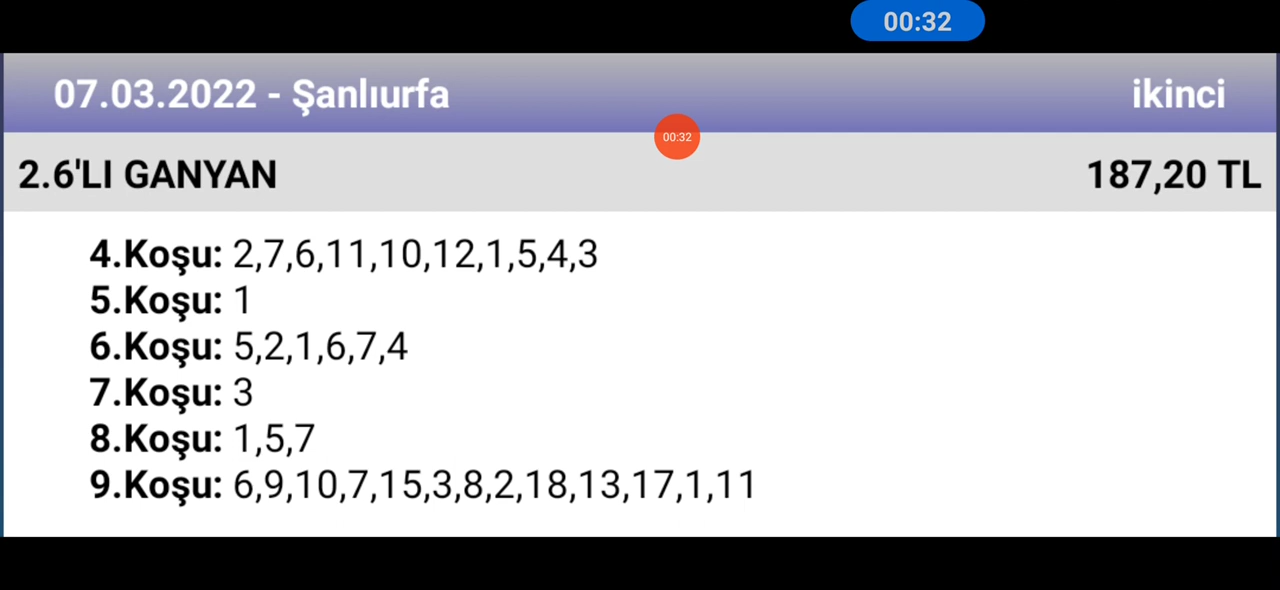 00:32
07.03.2022 - Şanlıurfa ikinci
00:32
2.6'LI GANYAN 187,20 TL
4.Koşu: 2,7,6,11,10,12,1,5,4,3
5.Koşu: 1
6.Koşu: 5,2,1,6,7,4
7.Koşu: 3
8.Koşu: 1,5,7
9.Koşu: 6,9,10,7,15,3,8,2,18,13,17,1,11